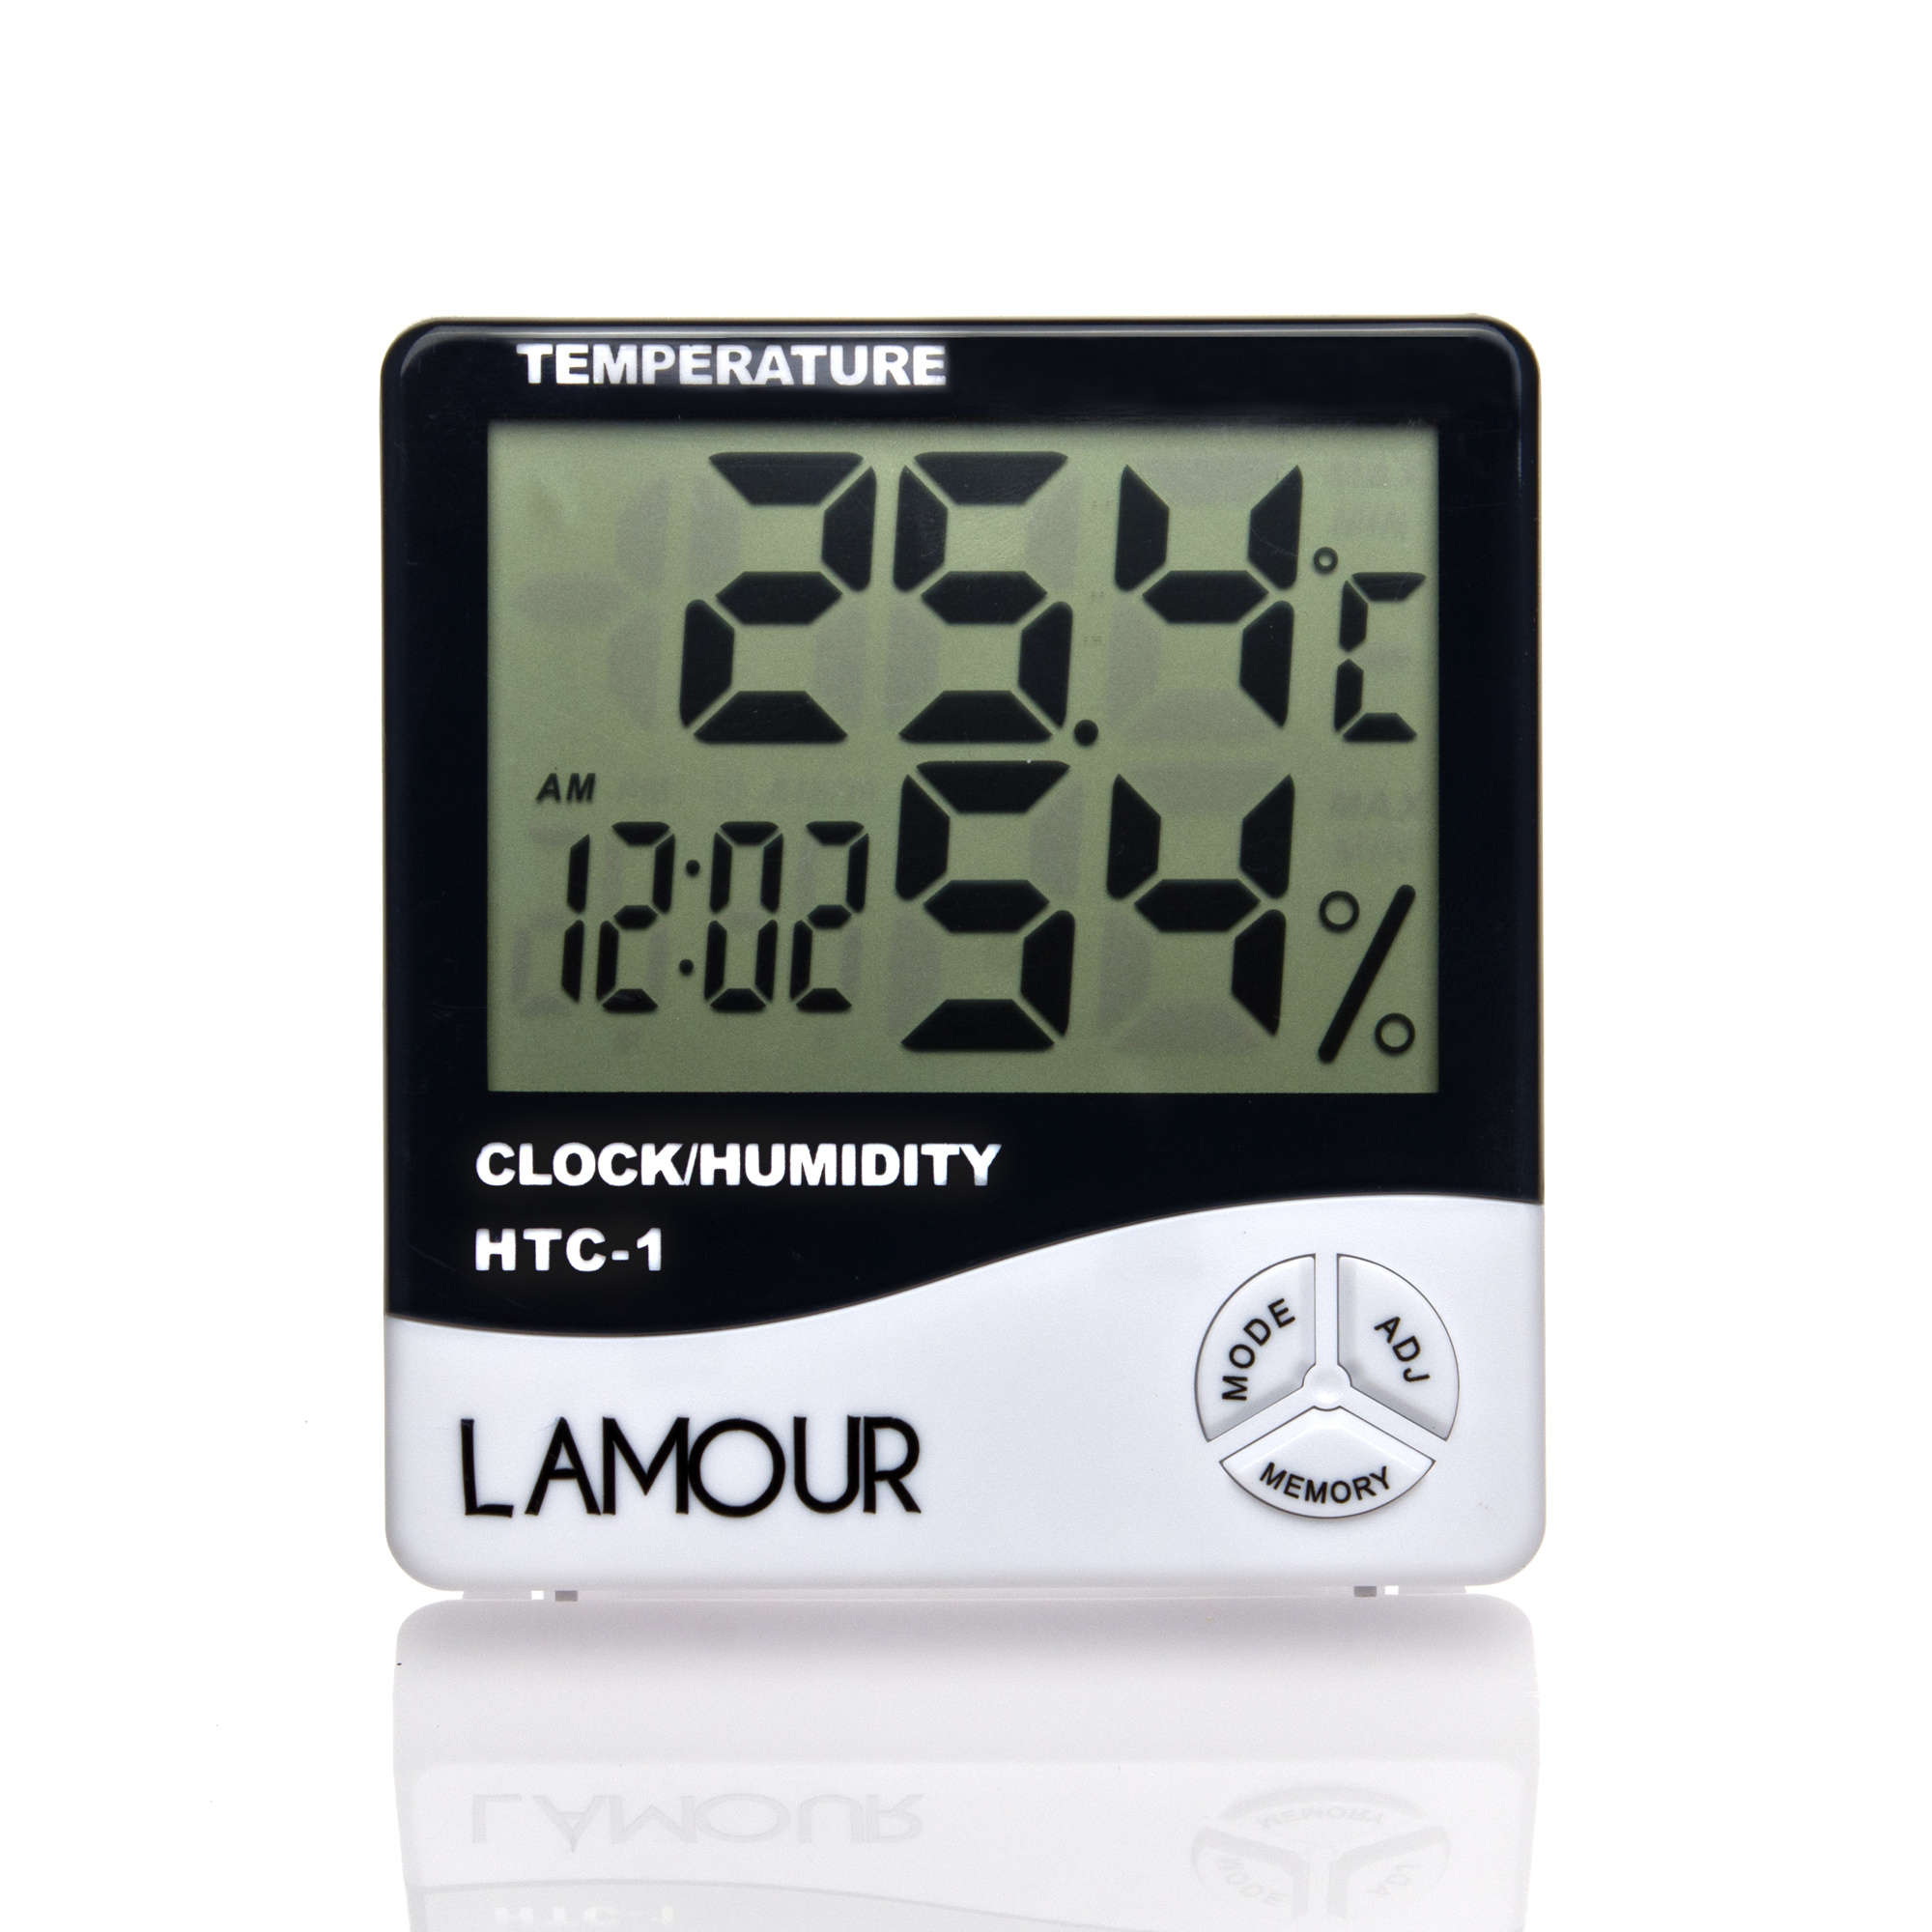 TEMPERATURE
25.4°C
AM
12:02 54%
CLOCK/HUMIDITY
HTC-1
MODE ADJ
MEMORY
LAMOUR